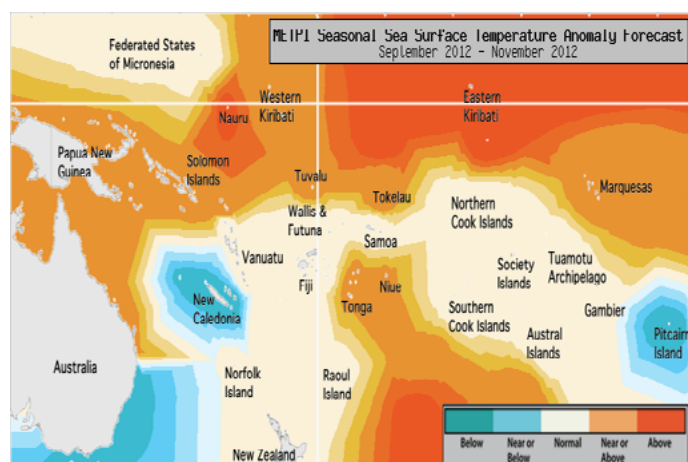 METPI Seasonal Sea Surface Temperature Anomaly Forecast
September 2012 - November 2012
Federated States
of Micronesia
Western
Kiribati
Eastern
Kiribati
Nauru
Papua New
Guinea
Solomon
Islands
Tuvalu
Tokelau
Marquesas
Wallis &
Futuna
Northern
Cook Islands
Samoa
Vanuatu
Fiji
Society
Islands
Tuamotu
Archipelago
New
Caledonia
Tonga
Niue
Southern
Cook Islands
Gambier
Austral
Islands
Pitcairn
Island
Australia
Norfolk
Island
Raoul
Island
New Zealand
Below
Near or
Below
Normal
Near or
Above
Above